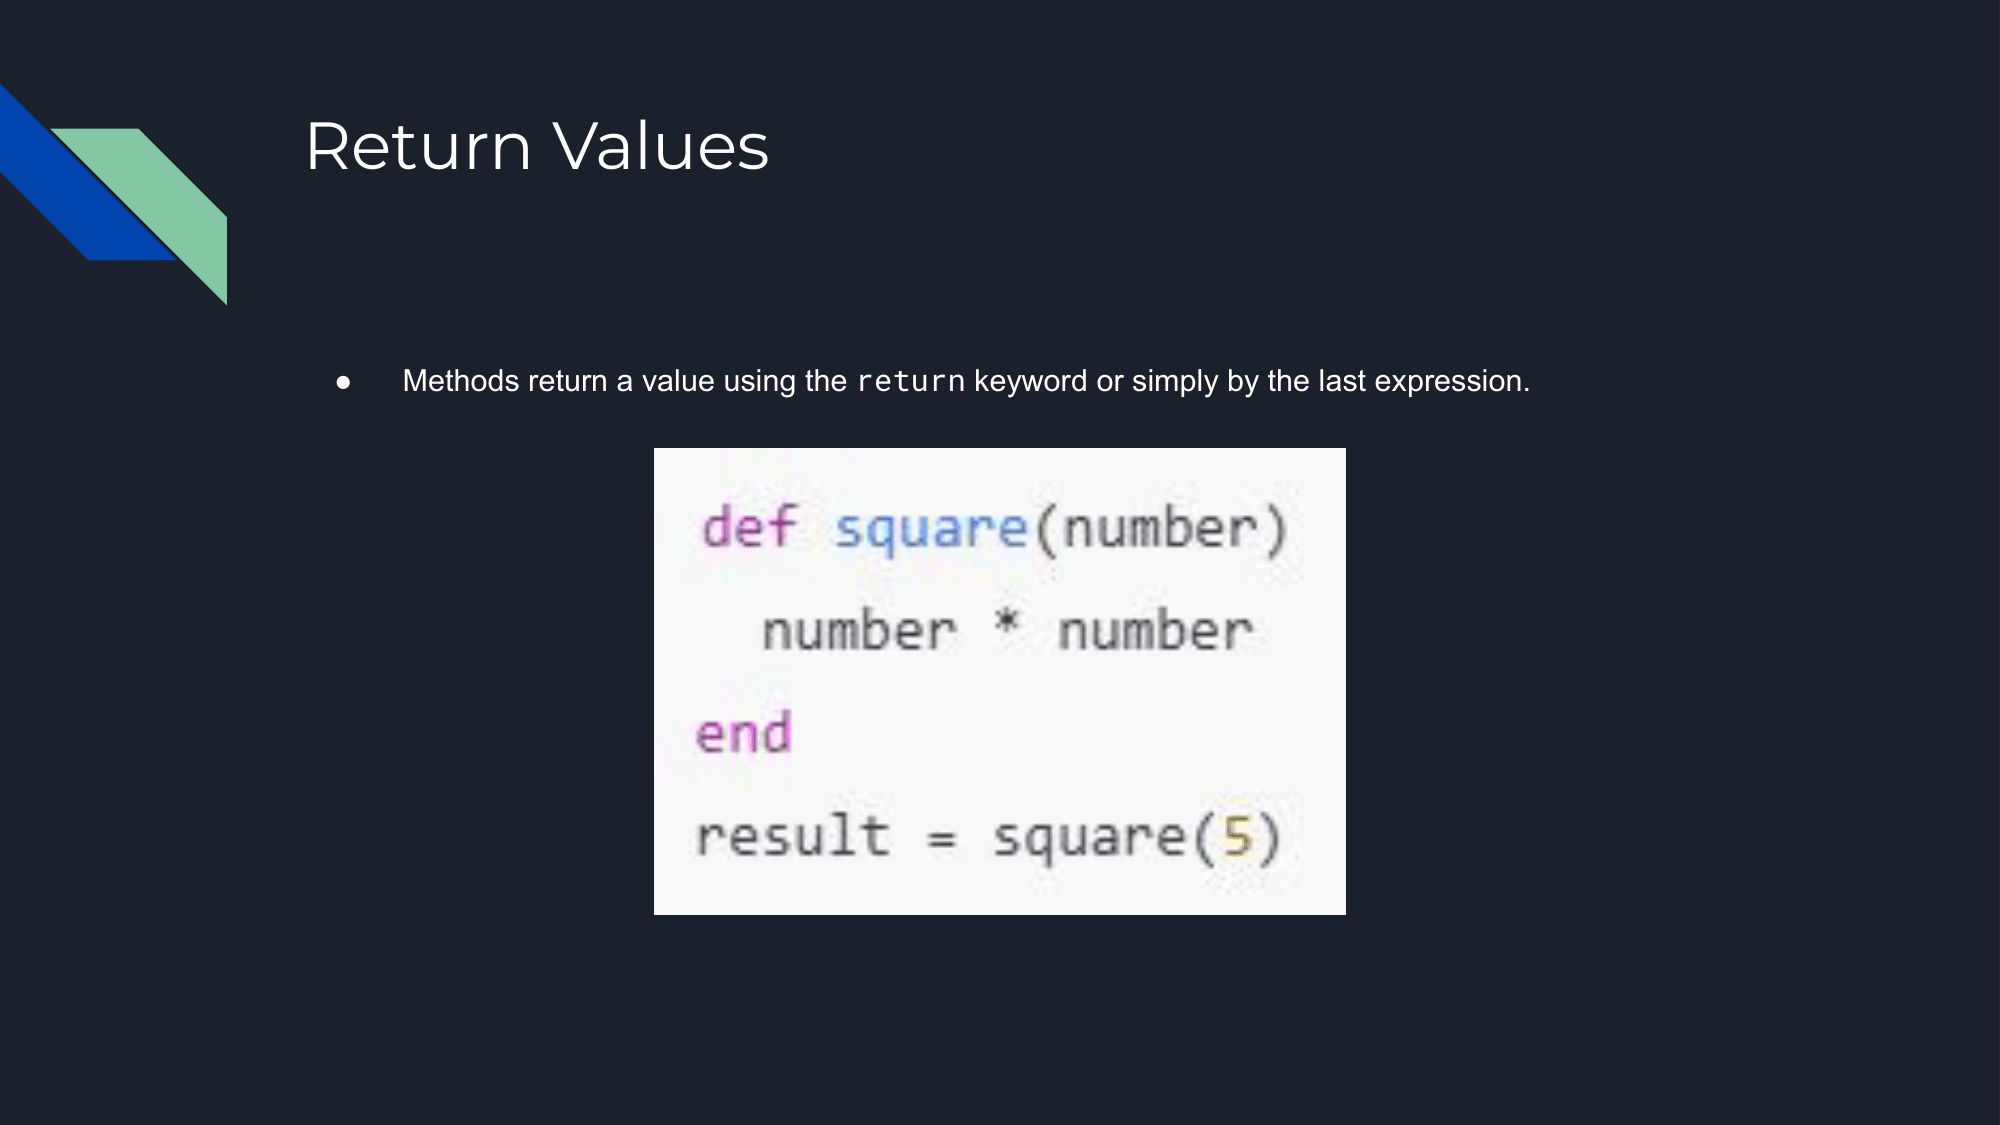 Return Values
● Methods return a value using the return keyword or simply by the last expression.
def square(number)
  number * number
end
result = square(5)